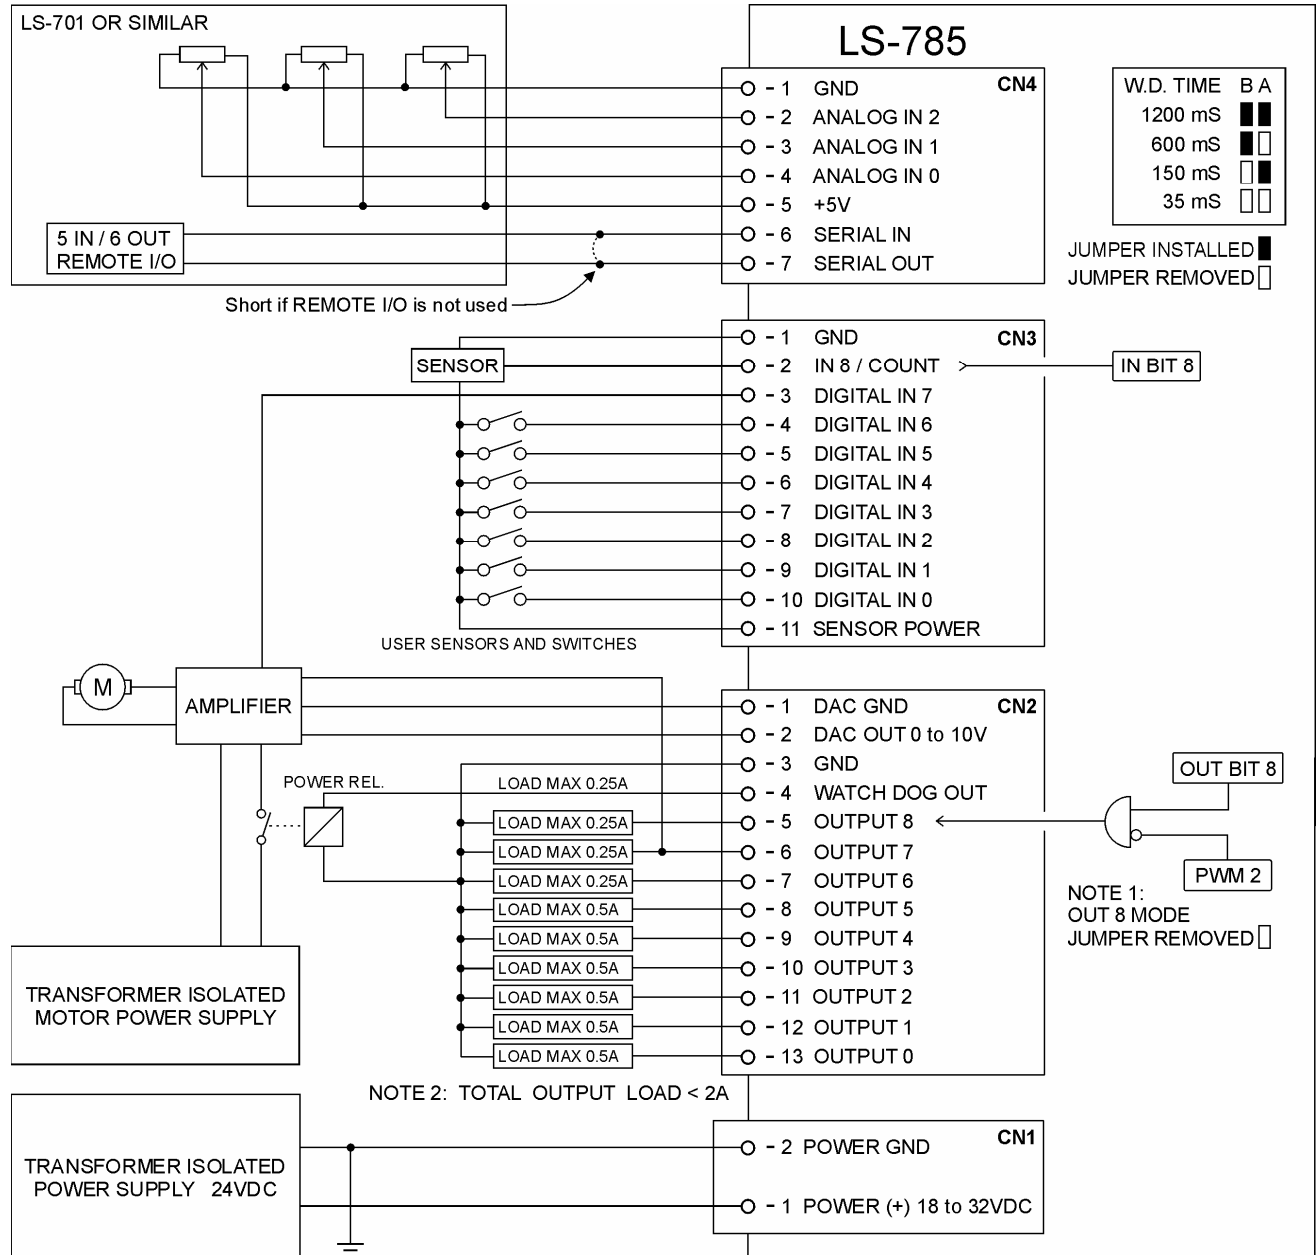 LS-701 OR SIMILAR
LS-785
CN4
- 1 GND
- 2 ANALOG IN 2
- 3 ANALOG IN 1
- 4 ANALOG IN 0
- 5 +5V
- 6 SERIAL IN
- 7 SERIAL OUT
5 IN / 6 OUT
REMOTE I/O
Short if REMOTE I/O is not used
W.D. TIME B A
1200 mS
600 mS
150 mS
35 mS
JUMPER INSTALLED
JUMPER REMOVED
CN3
- 1 GND
- 2 IN 8 / COUNT
- 3 DIGITAL IN 7
- 4 DIGITAL IN 6
- 5 DIGITAL IN 5
- 6 DIGITAL IN 4
- 7 DIGITAL IN 3
- 8 DIGITAL IN 2
- 9 DIGITAL IN 1
- 10 DIGITAL IN 0
- 11 SENSOR POWER
IN BIT 8
SENSOR
USER SENSORS AND SWITCHES
M
AMPLIFIER
POWER REL.
CN2
- 1 DAC GND
- 2 DAC OUT 0 to 10V
- 3 GND
LOAD MAX 0.25A - 4 WATCH DOG OUT
LOAD MAX 0.25A - 5 OUTPUT 8
LOAD MAX 0.25A - 6 OUTPUT 7
LOAD MAX 0.25A - 7 OUTPUT 6
LOAD MAX 0.5A - 8 OUTPUT 5
LOAD MAX 0.5A - 9 OUTPUT 4
LOAD MAX 0.5A - 10 OUTPUT 3
LOAD MAX 0.5A - 11 OUTPUT 2
LOAD MAX 0.5A - 12 OUTPUT 1
LOAD MAX 0.5A - 13 OUTPUT 0
OUT BIT 8
PWM 2
NOTE 1:
OUT 8 MODE
JUMPER REMOVED
TRANSFORMER ISOLATED
MOTOR POWER SUPPLY
NOTE 2: TOTAL OUTPUT LOAD < 2A
TRANSFORMER ISOLATED
POWER SUPPLY 24VDC
CN1
- 2 POWER GND
- 1 POWER (+) 18 to 32VDC